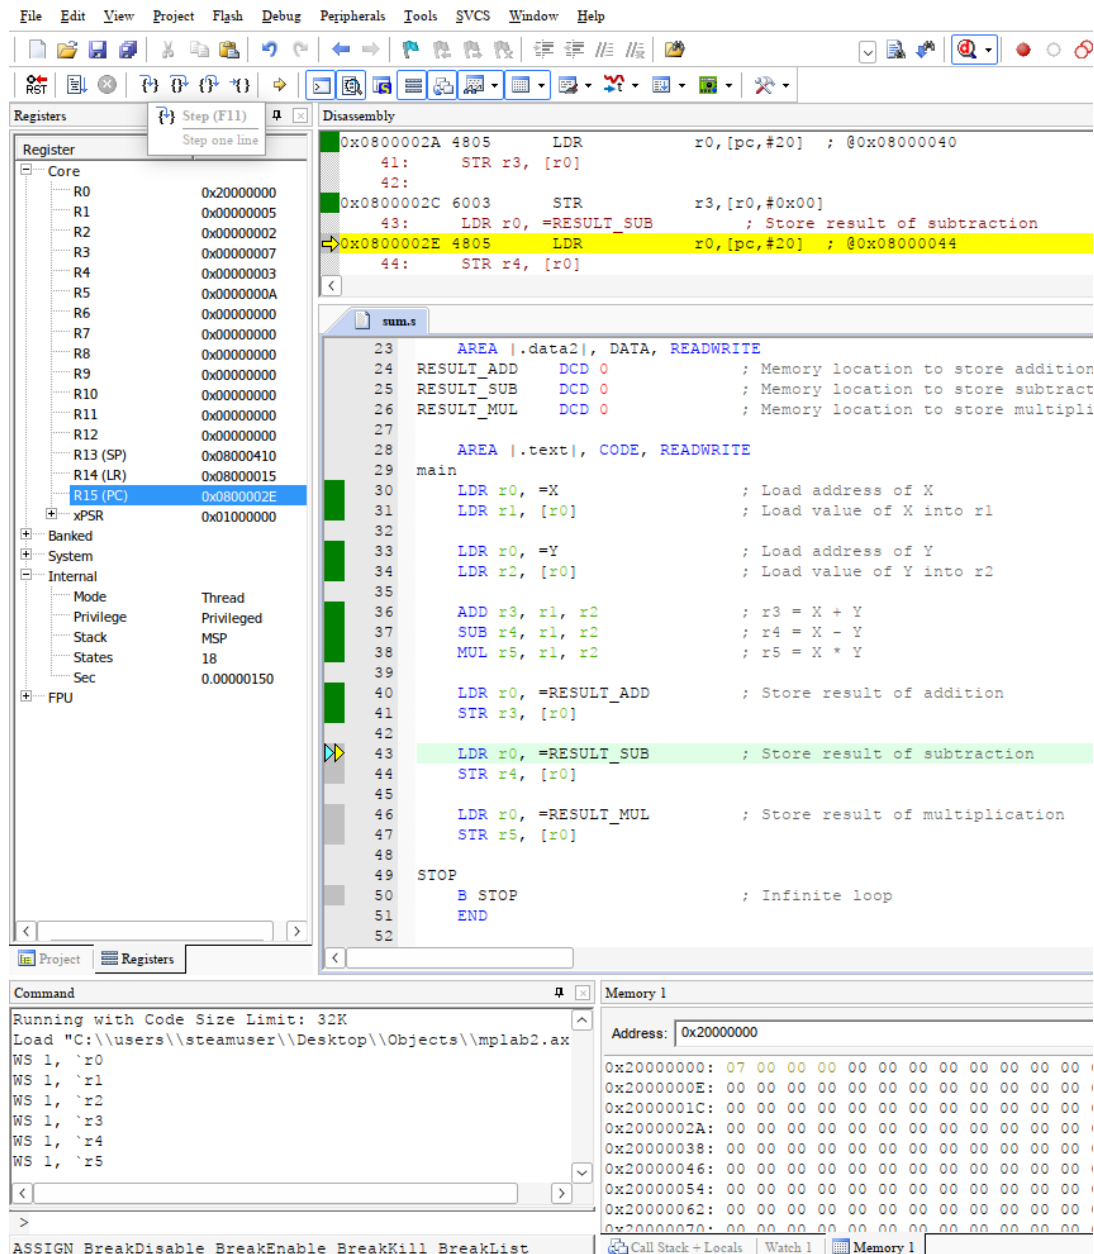 File Edit View Project Flash Debug Peripherals Tools SVCS Window Help
RST
Registers
Step (F11)
Step one line
Disassembly
Register
Core
R0 0x20000000
R1 0x00000005
R2 0x00000002
R3 0x00000007
R4 0x00000003
R5 0x0000000A
R6 0x00000000
R7 0x00000000
R8 0x00000000
R9 0x00000000
R10 0x00000000
R11 0x00000000
R12 0x00000000
R13 (SP) 0x08000410
R14 (LR) 0x08000015
R15 (PC) 0x0800002E
xPSR 0x01000000
Banked
System
Internal
Mode Thread
Privilege Privileged
Stack MSP
States 18
Sec 0.00000150
FPU
Project Registers
0x0800002A 4805 LDR r0,[pc,#20] ; @0x08000040
41: STR r3, [r0]
42:
0x0800002C 6003 STR r3,[r0,#0x00]
43: LDR r0, =RESULT_SUB ; Store result of subtraction
0x0800002E 4805 LDR r0,[pc,#20] ; @0x08000044
44: STR r4, [r0]
sum.s
23 AREA |.data2|, DATA, READWRITE
24 RESULT_ADD DCD 0 ; Memory location to store addition
25 RESULT_SUB DCD 0 ; Memory location to store subtract
26 RESULT_MUL DCD 0 ; Memory location to store multipli
27
28 AREA |.text|, CODE, READWRITE
29 main
30 LDR r0, =X ; Load address of X
31 LDR r1, [r0] ; Load value of X into r1
32
33 LDR r0, =Y ; Load address of Y
34 LDR r2, [r0] ; Load value of Y into r2
35
36 ADD r3, r1, r2 ; r3 = X + Y
37 SUB r4, r1, r2 ; r4 = X - Y
38 MUL r5, r1, r2 ; r5 = X * Y
39
40 LDR r0, =RESULT_ADD ; Store result of addition
41 STR r3, [r0]
42
43 LDR r0, =RESULT_SUB ; Store result of subtraction
44 STR r4, [r0]
45
46 LDR r0, =RESULT_MUL ; Store result of multiplication
47 STR r5, [r0]
48
49 STOP
50 B STOP ; Infinite loop
51 END
52
Command
Running with Code Size Limit: 32K
Load "C:\\users\\steamuser\\Desktop\\Objects\\mplab2.ax
WS 1, `r0
WS 1, `r1
WS 1, `r2
WS 1, `r3
WS 1, `r4
WS 1, `r5
>
ASSIGN BreakDisable BreakEnable BreakKill BreakList
Memory 1
Address: 0x20000000
0x20000000: 07 00 00 00 00 00 00 00 00 00 00 00
0x2000000E: 00 00 00 00 00 00 00 00 00 00 00 00
0x2000001C: 00 00 00 00 00 00 00 00 00 00 00 00
0x2000002A: 00 00 00 00 00 00 00 00 00 00 00 00
0x20000038: 00 00 00 00 00 00 00 00 00 00 00 00
0x20000046: 00 00 00 00 00 00 00 00 00 00 00 00
0x20000054: 00 00 00 00 00 00 00 00 00 00 00 00
0x20000062: 00 00 00 00 00 00 00 00 00 00 00 00
0x20000070: 00 00 00 00 00 00 00 00 00 00 00 00
Call Stack + Locals Watch 1 Memory 1